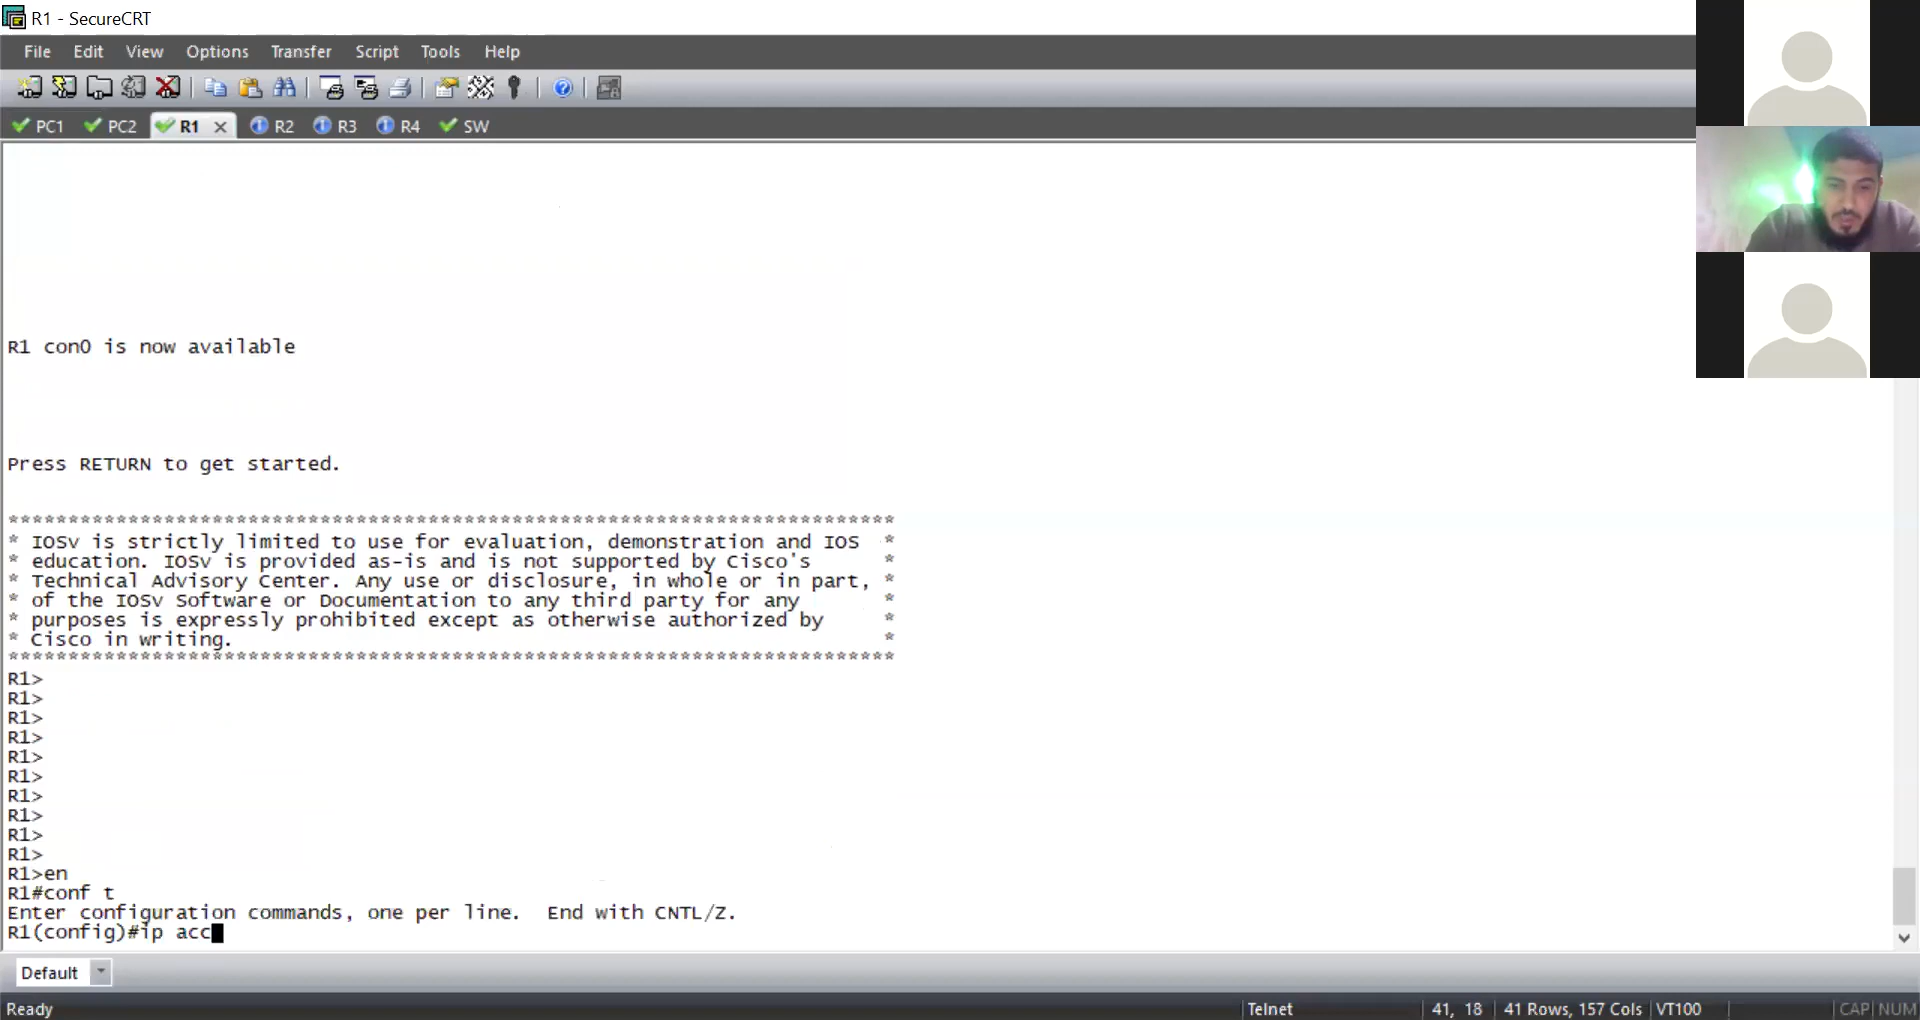 R1 - SecureCRT
File Edit View Options Transfer Script Tools Help
PC1 PC2 R1 R2 R3 R4 SW
R1 con0 is now available
Press RETURN to get started.
**************************************************************************
* IOSv is strictly limited to use for evaluation, demonstration and IOS *
* education. IOSv is provided as-is and is not supported by Cisco's *
* Technical Advisory Center. Any use or disclosure, in whole or in part, *
* of the IOSv Software or Documentation to any third party for any *
* purposes is expressly prohibited except as otherwise authorized by *
* Cisco in writing. *
**************************************************************************
R1>
R1>
R1>
R1>
R1>
R1>
R1>
R1>
R1>
R1>
R1>en
R1#conf t
Enter configuration commands, one per line. End with CNTL/Z.
R1(config)#ip acc
Default
Ready Telnet 41, 18 41 Rows, 157 Cols VT100 CAP NUM